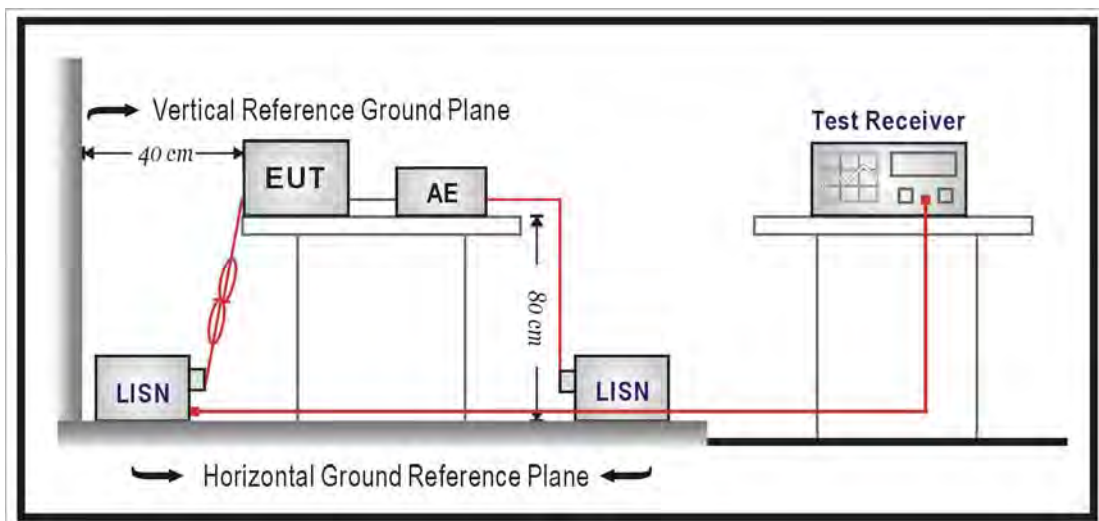 Vertical Reference Ground Plane
Test Receiver
40 cm
EUT
AE
80 cm
LISN
LISN
Horizontal Ground Reference Plane